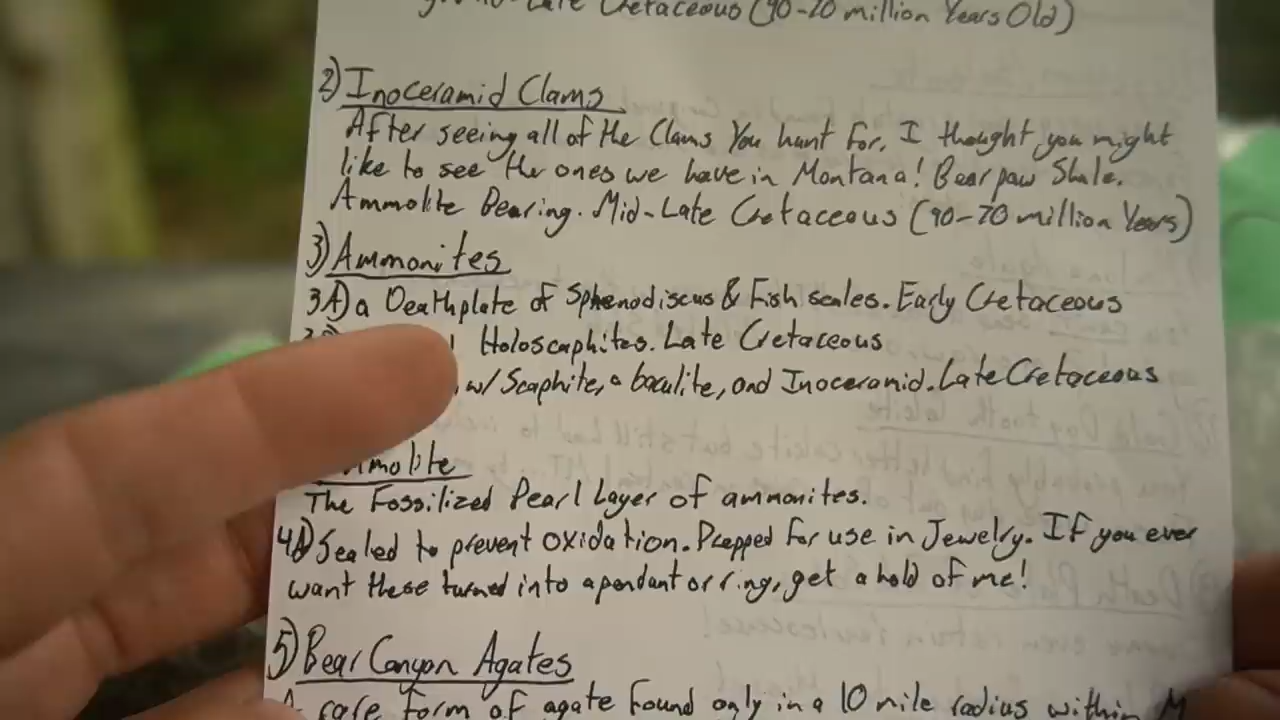 Late Cretaceous (90-70 million Years Old)
2) Inoceramid Clams
After seeing all of the Clams You hunt for, I thought you might
like to see the ones we have in Montana! Bearpaw Shale.
Ammolite Bearing. Mid-Late Cretaceous (90-70 million Years)
3) Ammonites
3A) a Deathplate of Sphenodiscus & Fish scales. Early Cretaceous
Holoscaphites. Late Cretaceous
w/ Scaphite, a baculite, and Inoceramid. Late Cretaceous
molite
The Fossilized Pearl Layer of ammonites.
4A) Sealed to prevent oxidation. Prepped for use in Jewelry. If you ever
want these turned into a pendant or ring, get a hold of me!
5) Bear Canyon Agates
A rare form of agate found only in a 10 mile radius within M